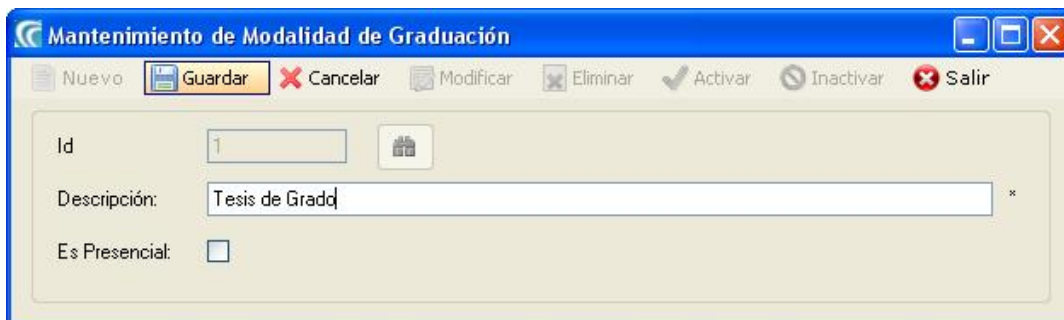 Mantenimiento de Modalidad de Graduación
Nuevo Guardar Cancelar Modificar Eliminar Activar Inactivar Salir
Id 1
Descripción: Tesis de Grado *
Es Presencial: